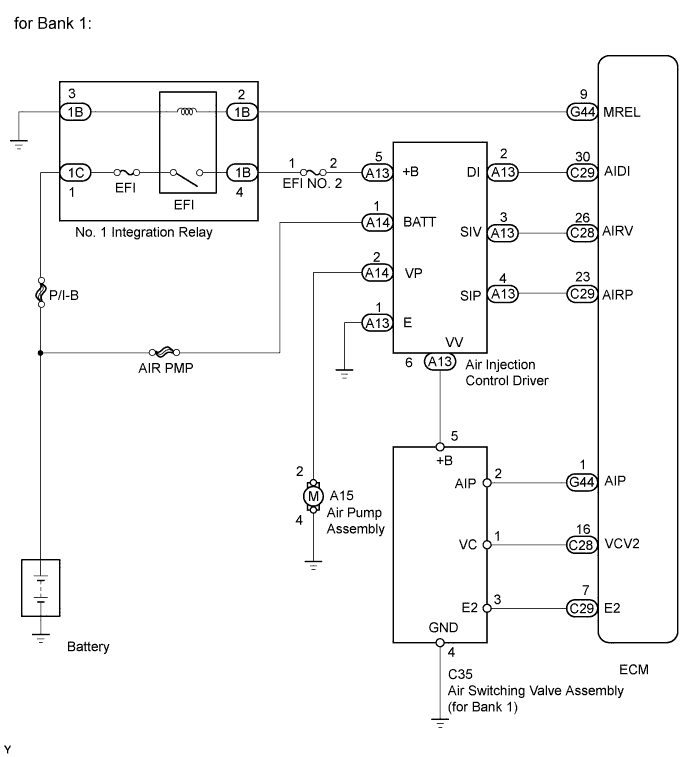 for Bank 1:
3
1B
2
1B
9
G44
MREL
1C
1
EFI
EFI
1B
4
1
2
EFI NO. 2
5
A13
+B
DI
2
A13
30
C29
AIDI
No. 1 Integration Relay
1
A14
BATT
SIV
3
A13
26
C28
AIRV
2
A14
VP
SIP
4
A13
23
C29
AIRP
P/I-B
1
A13
E
VV
6
A13
Air Injection
Control Driver
AIR PMP
5
+B
2
M
4
A15
Air Pump
Assembly
AIP
2
1
G44
AIP
VC
1
16
C28
VCV2
E2
3
7
C29
E2
GND
4
Battery
C35
Air Switching Valve Assembly
(for Bank 1)
ECM
Y